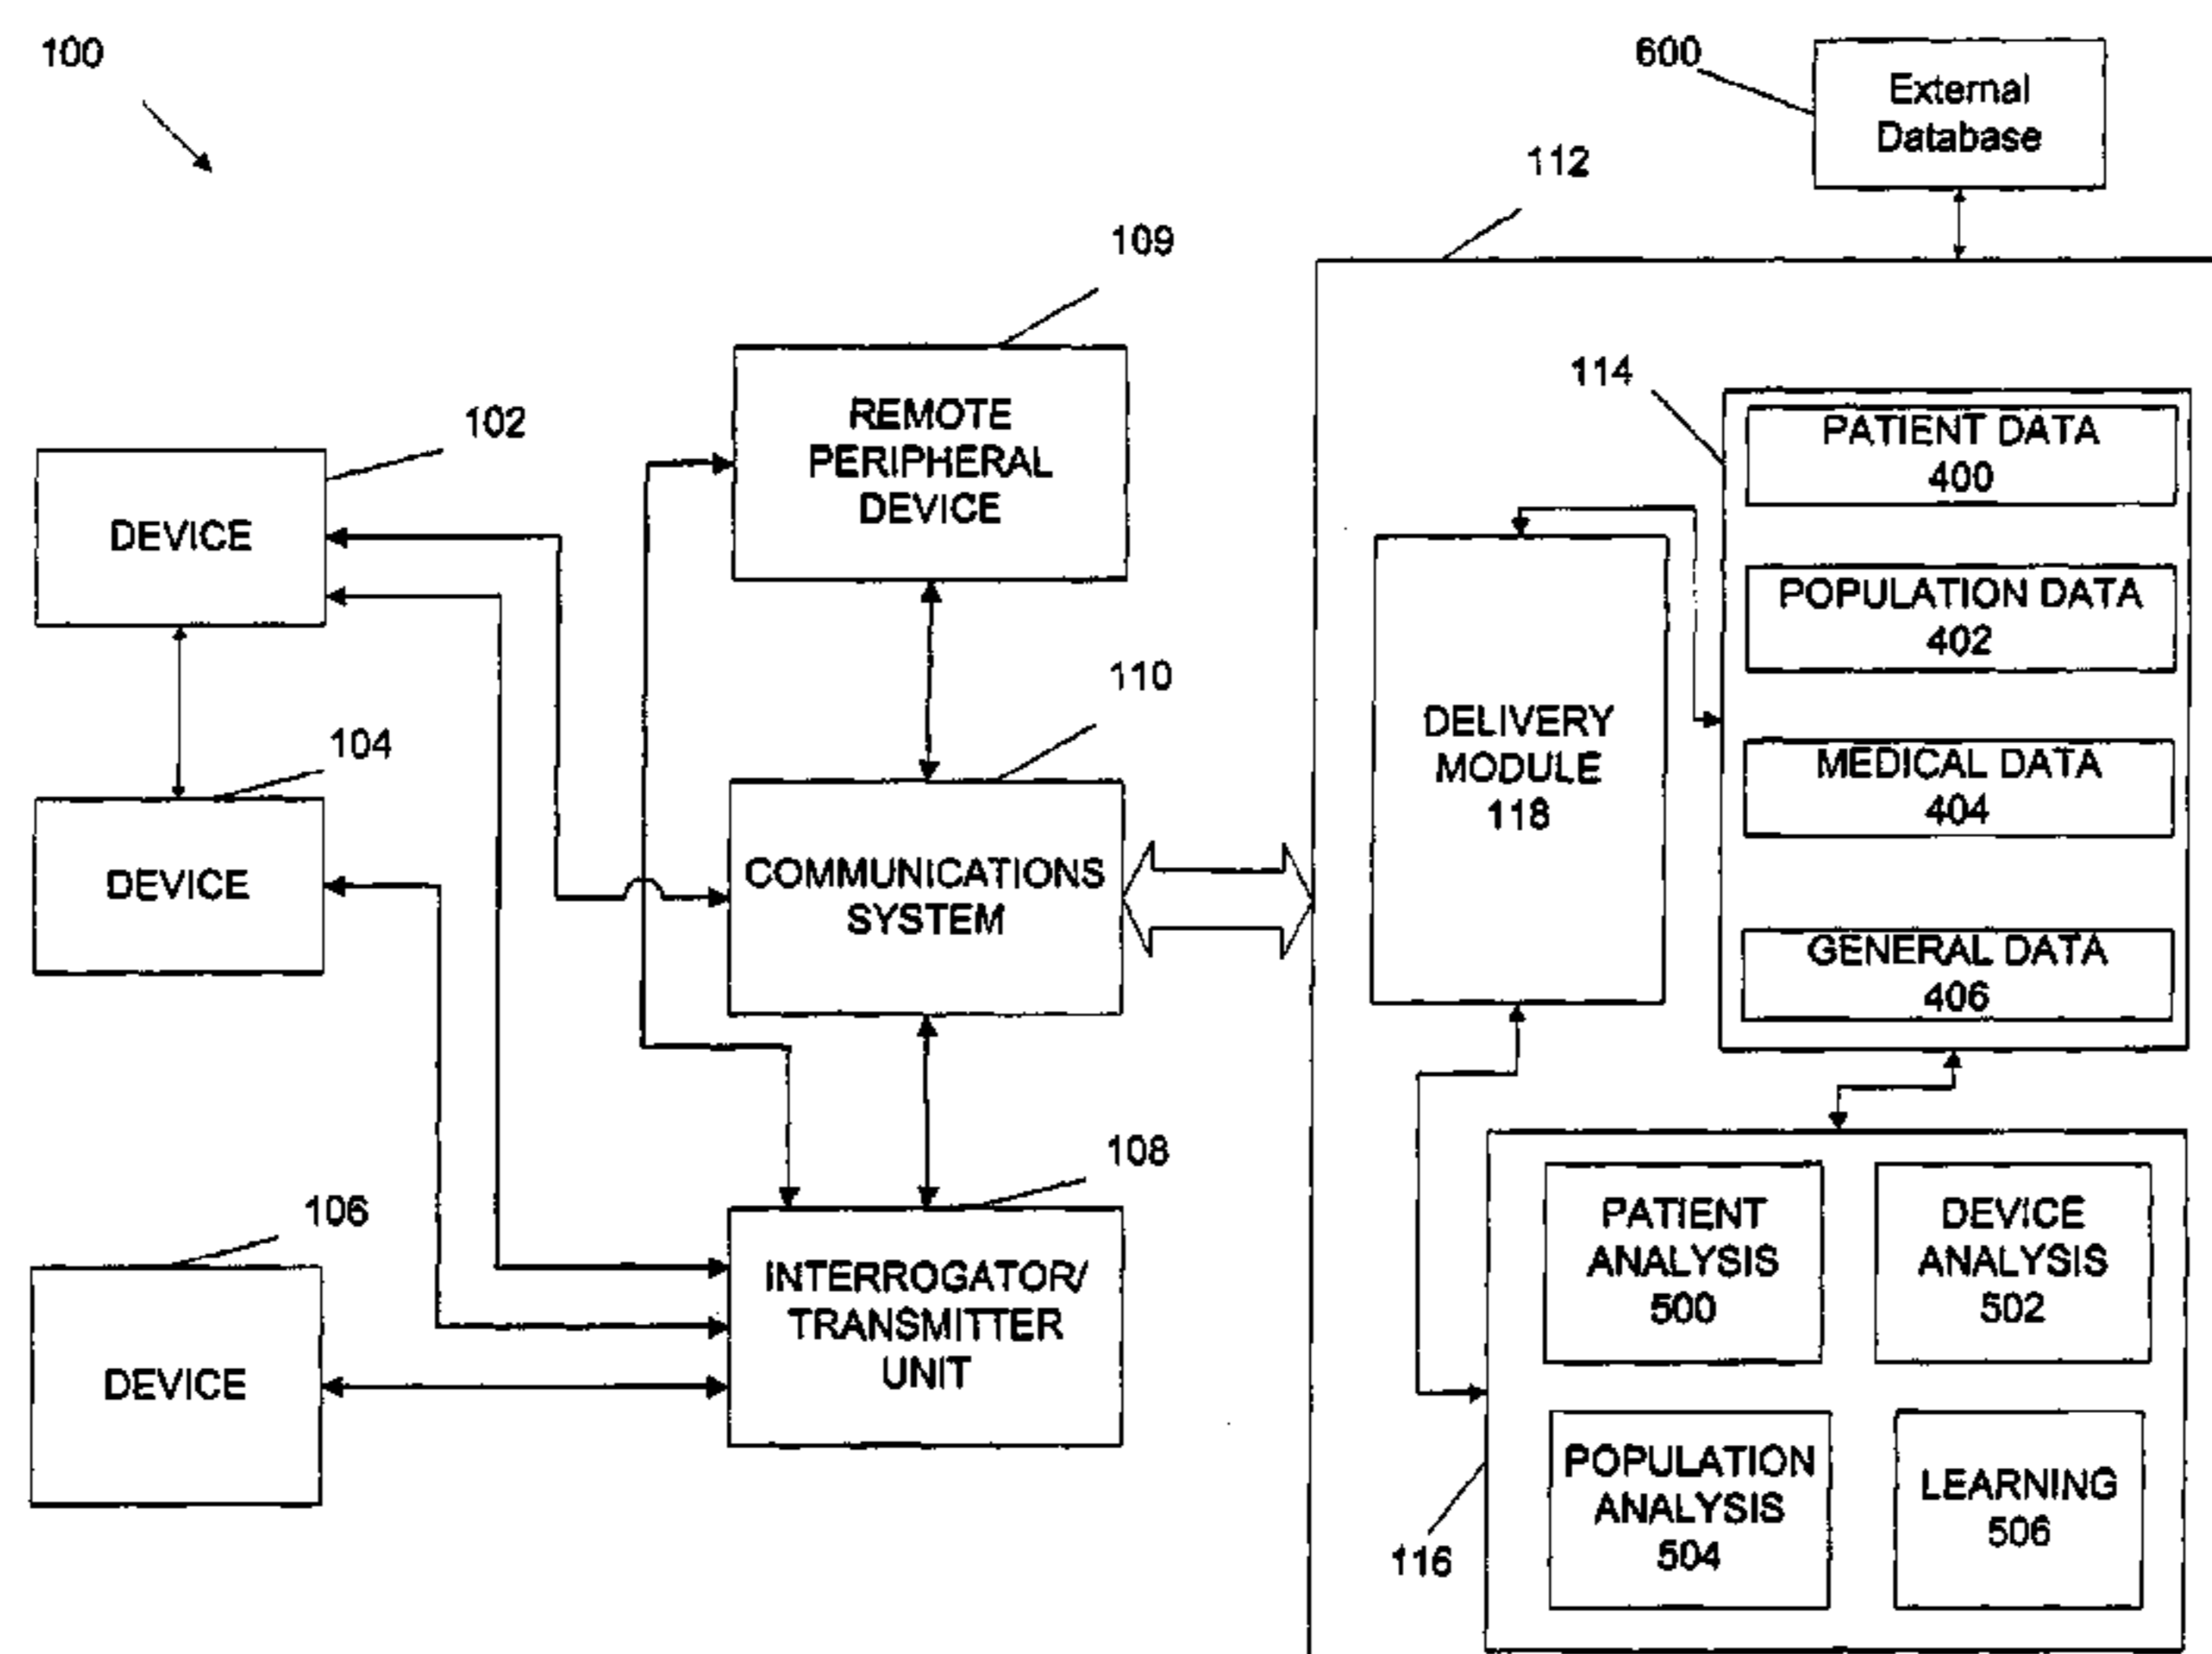 100
600
External
Database
112
109
114
PATIENT DATA
400
REMOTE
PERIPHERAL
DEVICE
102
DEVICE
POPULATION DATA
402
110
104
DELIVERY
MODULE
118
MEDICAL DATA
404
DEVICE
COMMUNICATIONS
SYSTEM
GENERAL DATA
406
108
106
PATIENT
ANALYSIS
500
DEVICE
ANALYSIS
502
INTERROGATOR/
TRANSMITTER
UNIT
DEVICE
POPULATION
ANALYSIS
504
LEARNING
506
116